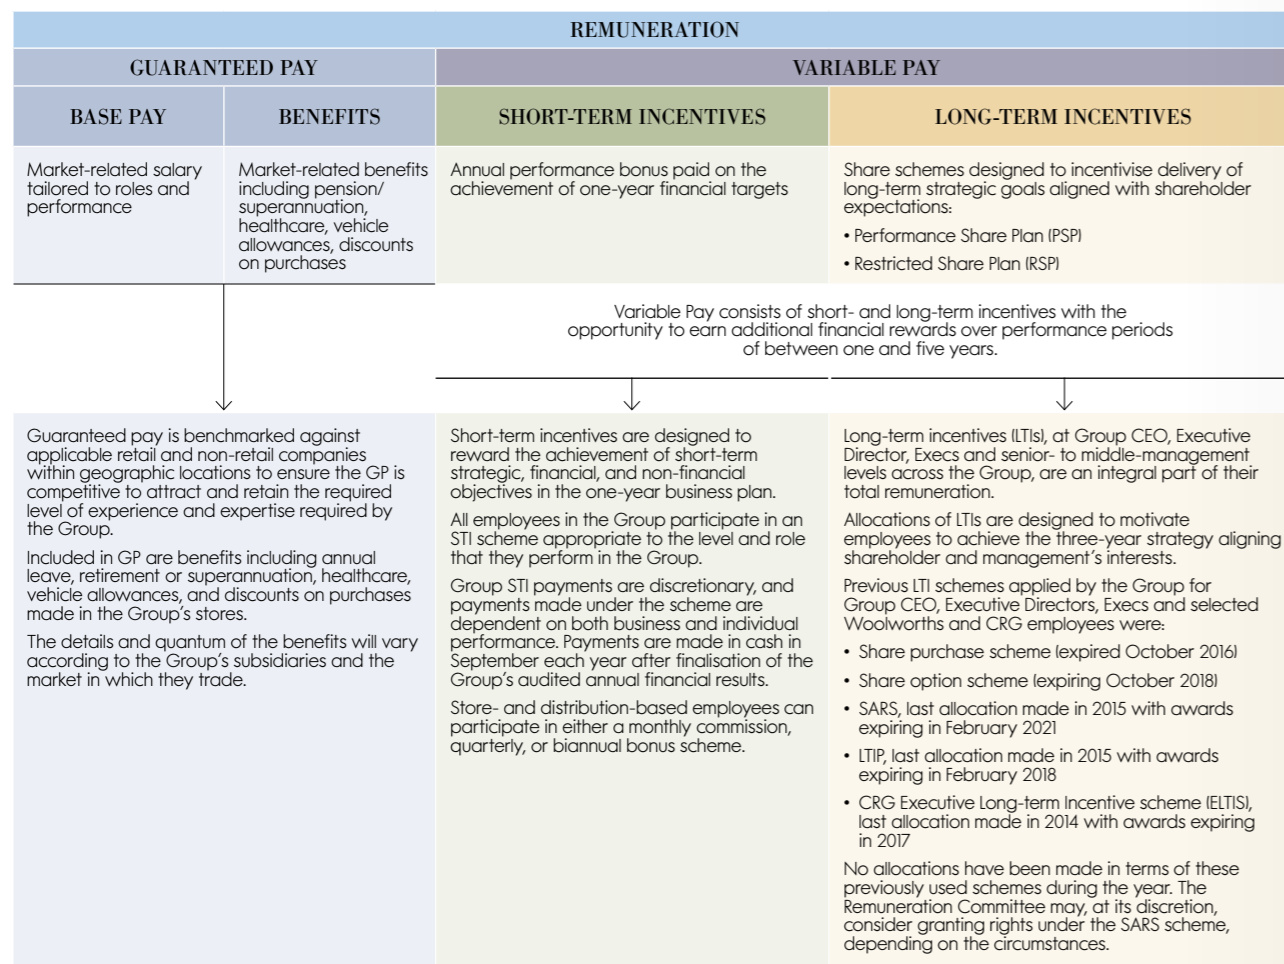 REMUNERATION
GUARANTEED PAY
VARIABLE PAY
BASE PAY
BENEFITS
SHORT-TERM INCENTIVES
LONG-TERM INCENTIVES
Market-related salary
tailored to roles and
performance
Market-related benefits
including pension/
superannuation,
healthcare, vehicle
allowances, discounts
on purchases
Annual performance bonus paid on the
achievement of one-year financial targets
Share schemes designed to incentivise delivery of
long-term strategic goals aligned with shareholder
expectations:
• Performance Share Plan (PSP)
• Restricted Share Plan (RSP)
Variable Pay consists of short- and long-term incentives with the
opportunity to earn additional financial rewards over performance periods
of between one and five years.
Guaranteed pay is benchmarked against
applicable retail and non-retail companies
within geographic locations to ensure the GP is
competitive to attract and retain the required
level of experience and expertise required by
the Group.
Included in GP are benefits including annual
leave, retirement or superannuation, healthcare,
vehicle allowances, and discounts on purchases
made in the Group's stores.
The details and quantum of the benefits will vary
according to the Group's subsidiaries and the
market in which they trade.
Short-term incentives are designed to
reward the achievement of short-term
strategic, financial, and non-financial
objectives in the one-year business plan.
All employees in the Group participate in an
STI scheme appropriate to the level and role
that they perform in the Group.
Group STI payments are discretionary, and
payments made under the scheme are
dependent on both business and individual
performance. Payments are made in cash in
September each year after finalisation of the
Group's audited annual financial results.
Store- and distribution-based employees can
participate in either a monthly commission,
quarterly, or biannual bonus scheme.
Long-term incentives (LTIs), at Group CEO, Executive
Director, Execs and senior- to middle-management
levels across the Group, are an integral part of their
total remuneration.
Allocations of LTIs are designed to motivate
employees to achieve the three-year strategy aligning
shareholder and management's interests.
Previous LTI schemes applied by the Group for
Group CEO, Executive Directors, Execs and selected
Woolworths and CRG employees were:
• Share purchase scheme (expired October 2016)
• Share option scheme (expiring October 2018)
• SARS, last allocation made in 2015 with awards
expiring in February 2021
• LTIP, last allocation made in 2015 with awards
expiring in February 2018
• CRG Executive Long-term Incentive scheme (ELTIS),
last allocation made in 2014 with awards expiring
in 2017
No allocations have been made in terms of these
previously used schemes during the year. The
Remuneration Committee may, at its discretion,
consider granting rights under the SARS scheme,
depending on the circumstances.